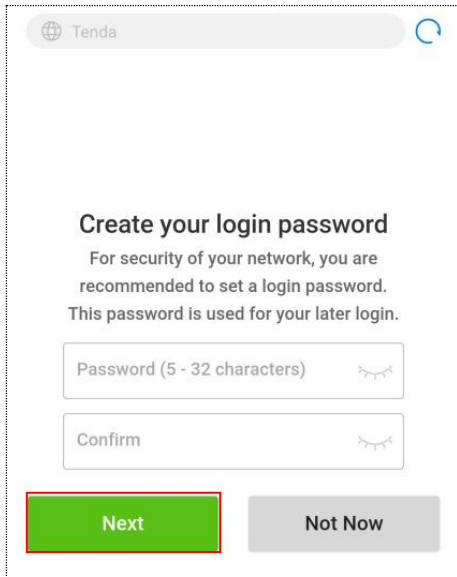 Tenda
Create your login password
For security of your network, you are
recommended to set a login password.
This password is used for your later login.
Password (5 - 32 characters)
Confirm
Next
Not Now